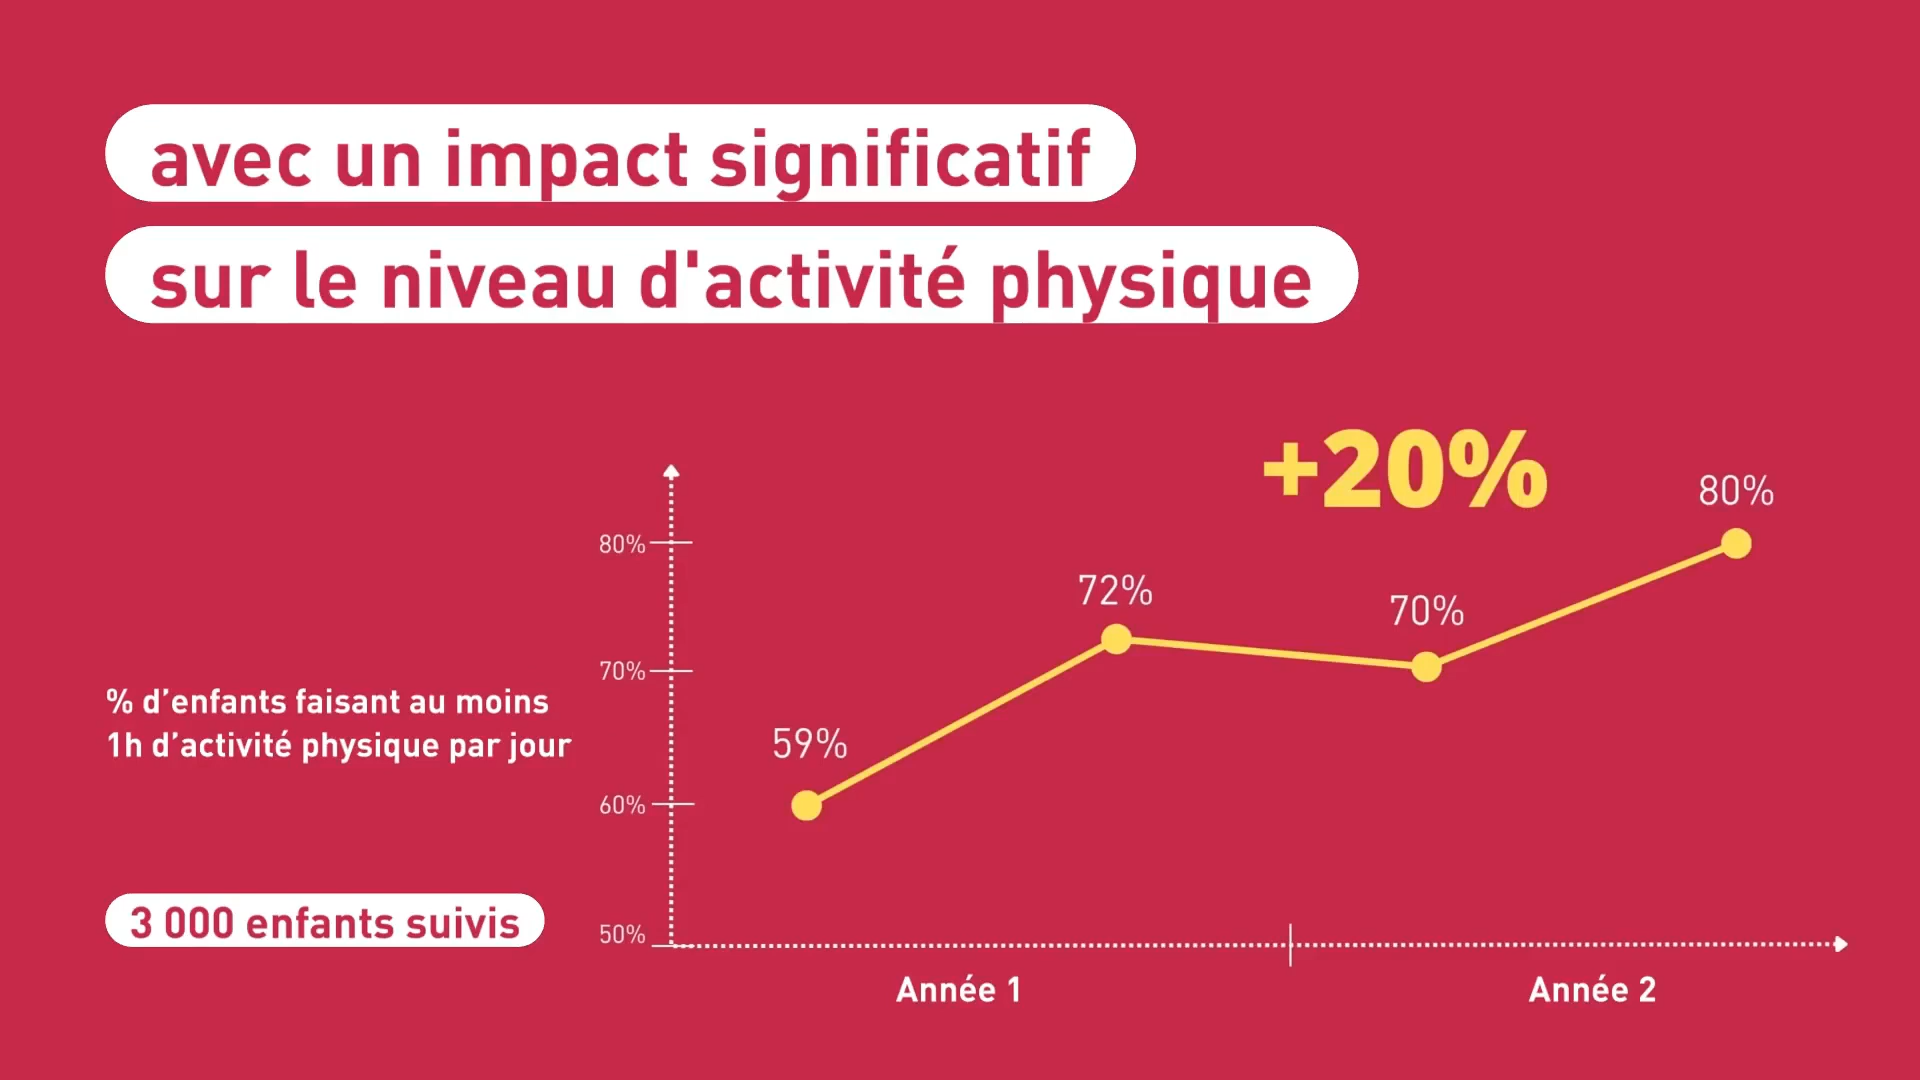 avec un impact significatif
sur le niveau d'activité physique
+20%
80%
80%
72%
70%
70%
% d’enfants faisant au moins
1h d’activité physique par jour
59%
60%
3 000 enfants suivis
50%
Année 1
Année 2